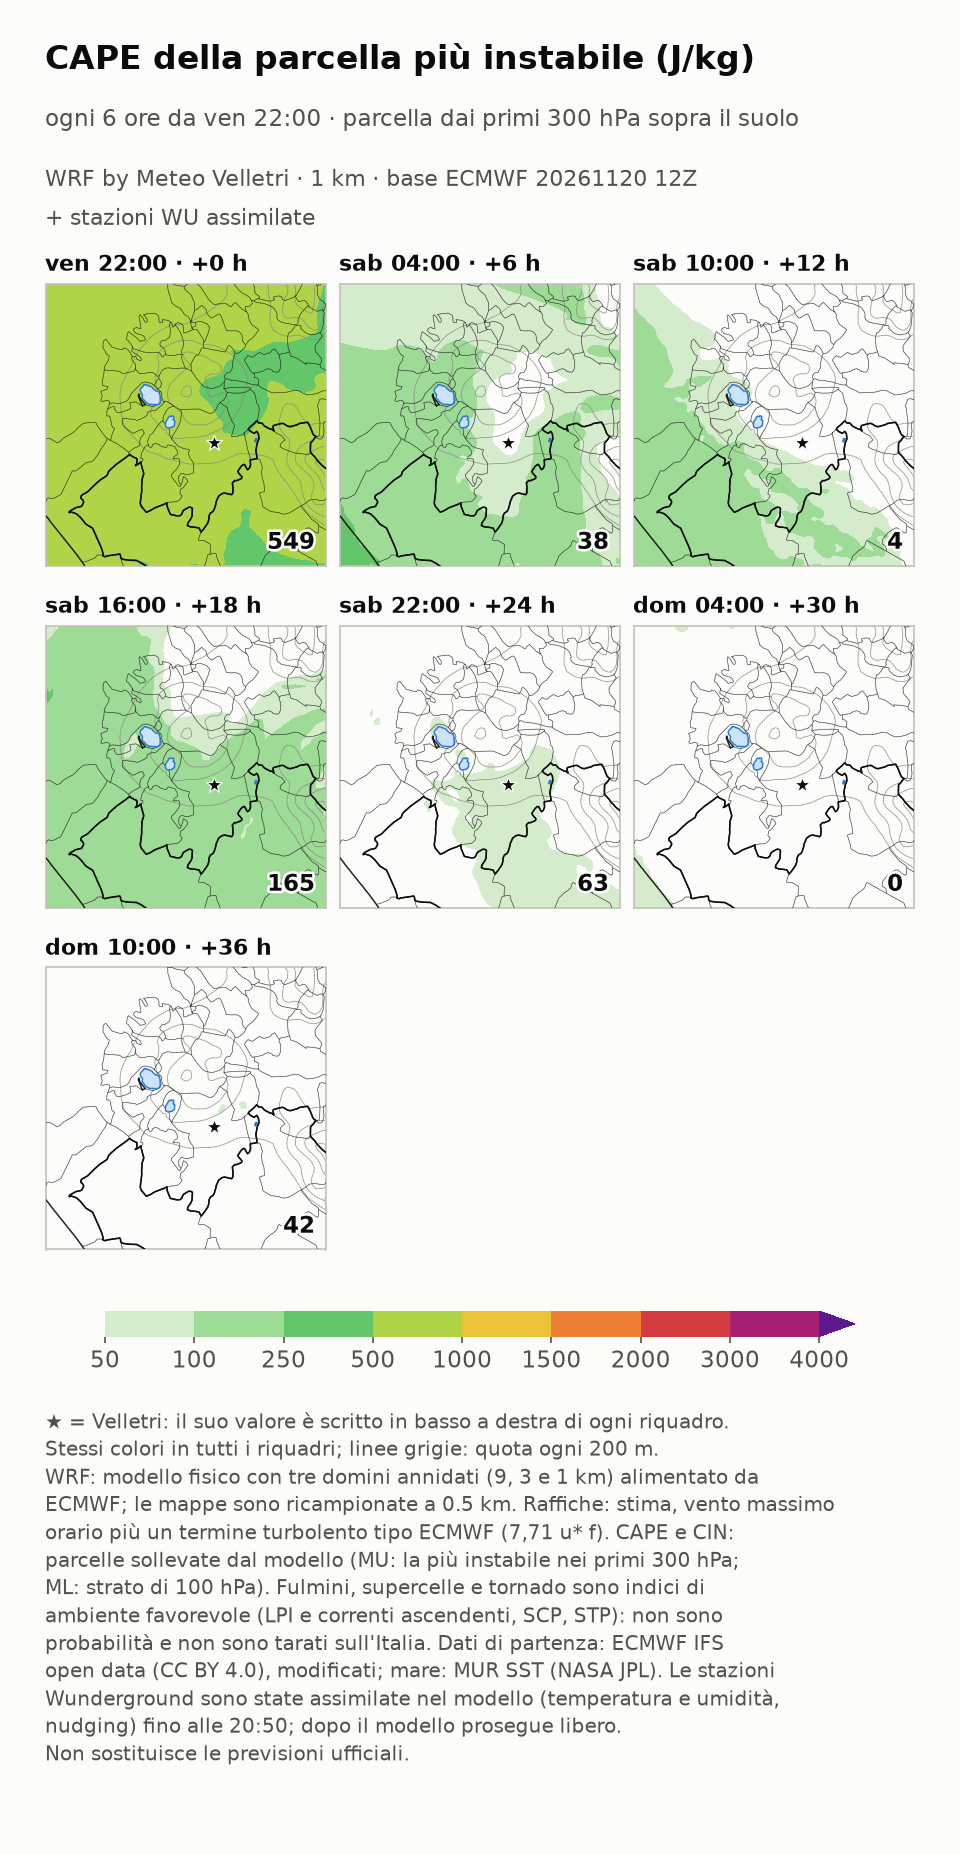 CAPE della parcella più instabile (J/kg)
ogni 6 ore da ven 22:00 · parcella dai primi 300 hPa sopra il suolo
WRF by Meteo Velletri · 1 km · base ECMWF 20261120 12Z
+ stazioni WU assimilate
ven 22:00 · +0 h
sab 04:00 · +6 h
sab 10:00 · +12 h
549
38
4
sab 16:00 · +18 h
sab 22:00 · +24 h
dom 04:00 · +30 h
165
63
0
dom 10:00 · +36 h
42
50 100 250 500 1000 1500 2000 3000 4000
★ = Velletri: il suo valore è scritto in basso a destra di ogni riquadro.
Stessi colori in tutti i riquadri; linee grigie: quota ogni 200 m.
WRF: modello fisico con tre domini annidati (9, 3 e 1 km) alimentato da
ECMWF; le mappe sono ricampionate a 0.5 km. Raffiche: stima, vento massimo
orario più un termine turbolento tipo ECMWF (7,71 u* f). CAPE e CIN:
parcelle sollevate dal modello (MU: la più instabile nei primi 300 hPa;
ML: strato di 100 hPa). Fulmini, supercelle e tornado sono indici di
ambiente favorevole (LPI e correnti ascendenti, SCP, STP): non sono
probabilità e non sono tarati sull'Italia. Dati di partenza: ECMWF IFS
open data (CC BY 4.0), modificati; mare: MUR SST (NASA JPL). Le stazioni
Wunderground sono state assimilate nel modello (temperatura e umidità,
nudging) fino alle 20:50; dopo il modello prosegue libero.
Non sostituisce le previsioni ufficiali.